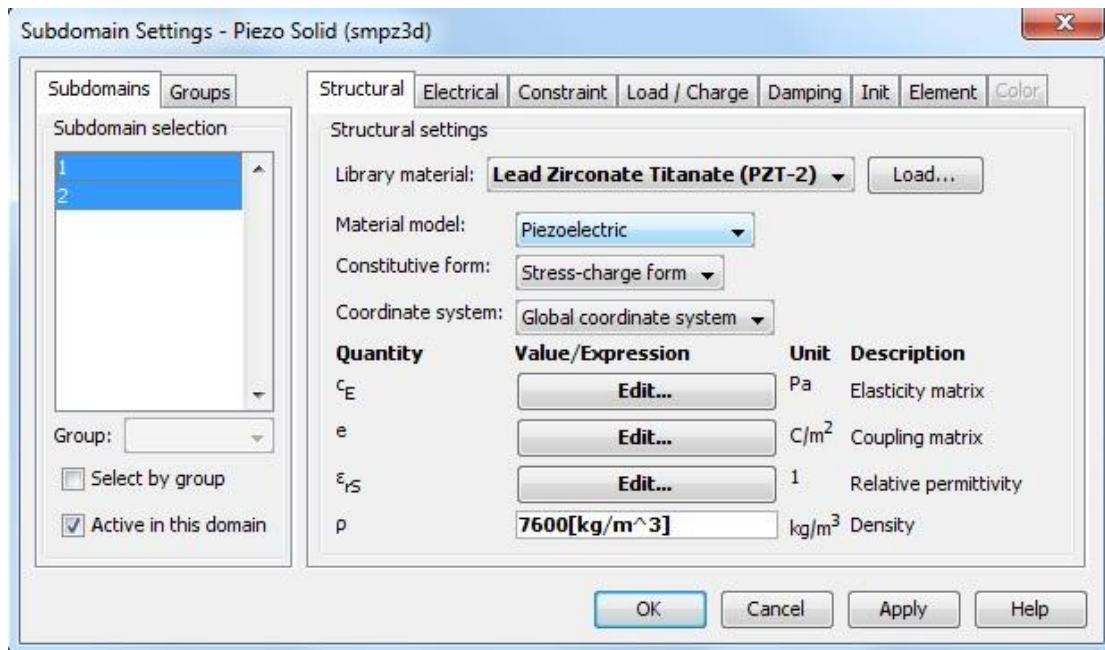 Subdomain Settings - Piezo Solid (smpz3d)
Subdomains Groups
Subdomain selection
1
2
Group:
Select by group
Active in this domain
Structural Electrical Constraint Load / Charge Damping Init Element Color
Structural settings
Library material: Lead Zirconate Titanate (PZT-2) Load...
Material model: Piezoelectric
Constitutive form: Stress-charge form
Coordinate system: Global coordinate system
Quantity Value/Expression Unit Description
cE Edit... Pa Elasticity matrix
e Edit... C/m² Coupling matrix
εrS Edit... 1 Relative permittivity
ρ 7600[kg/m^3] kg/m³ Density
OK Cancel Apply Help